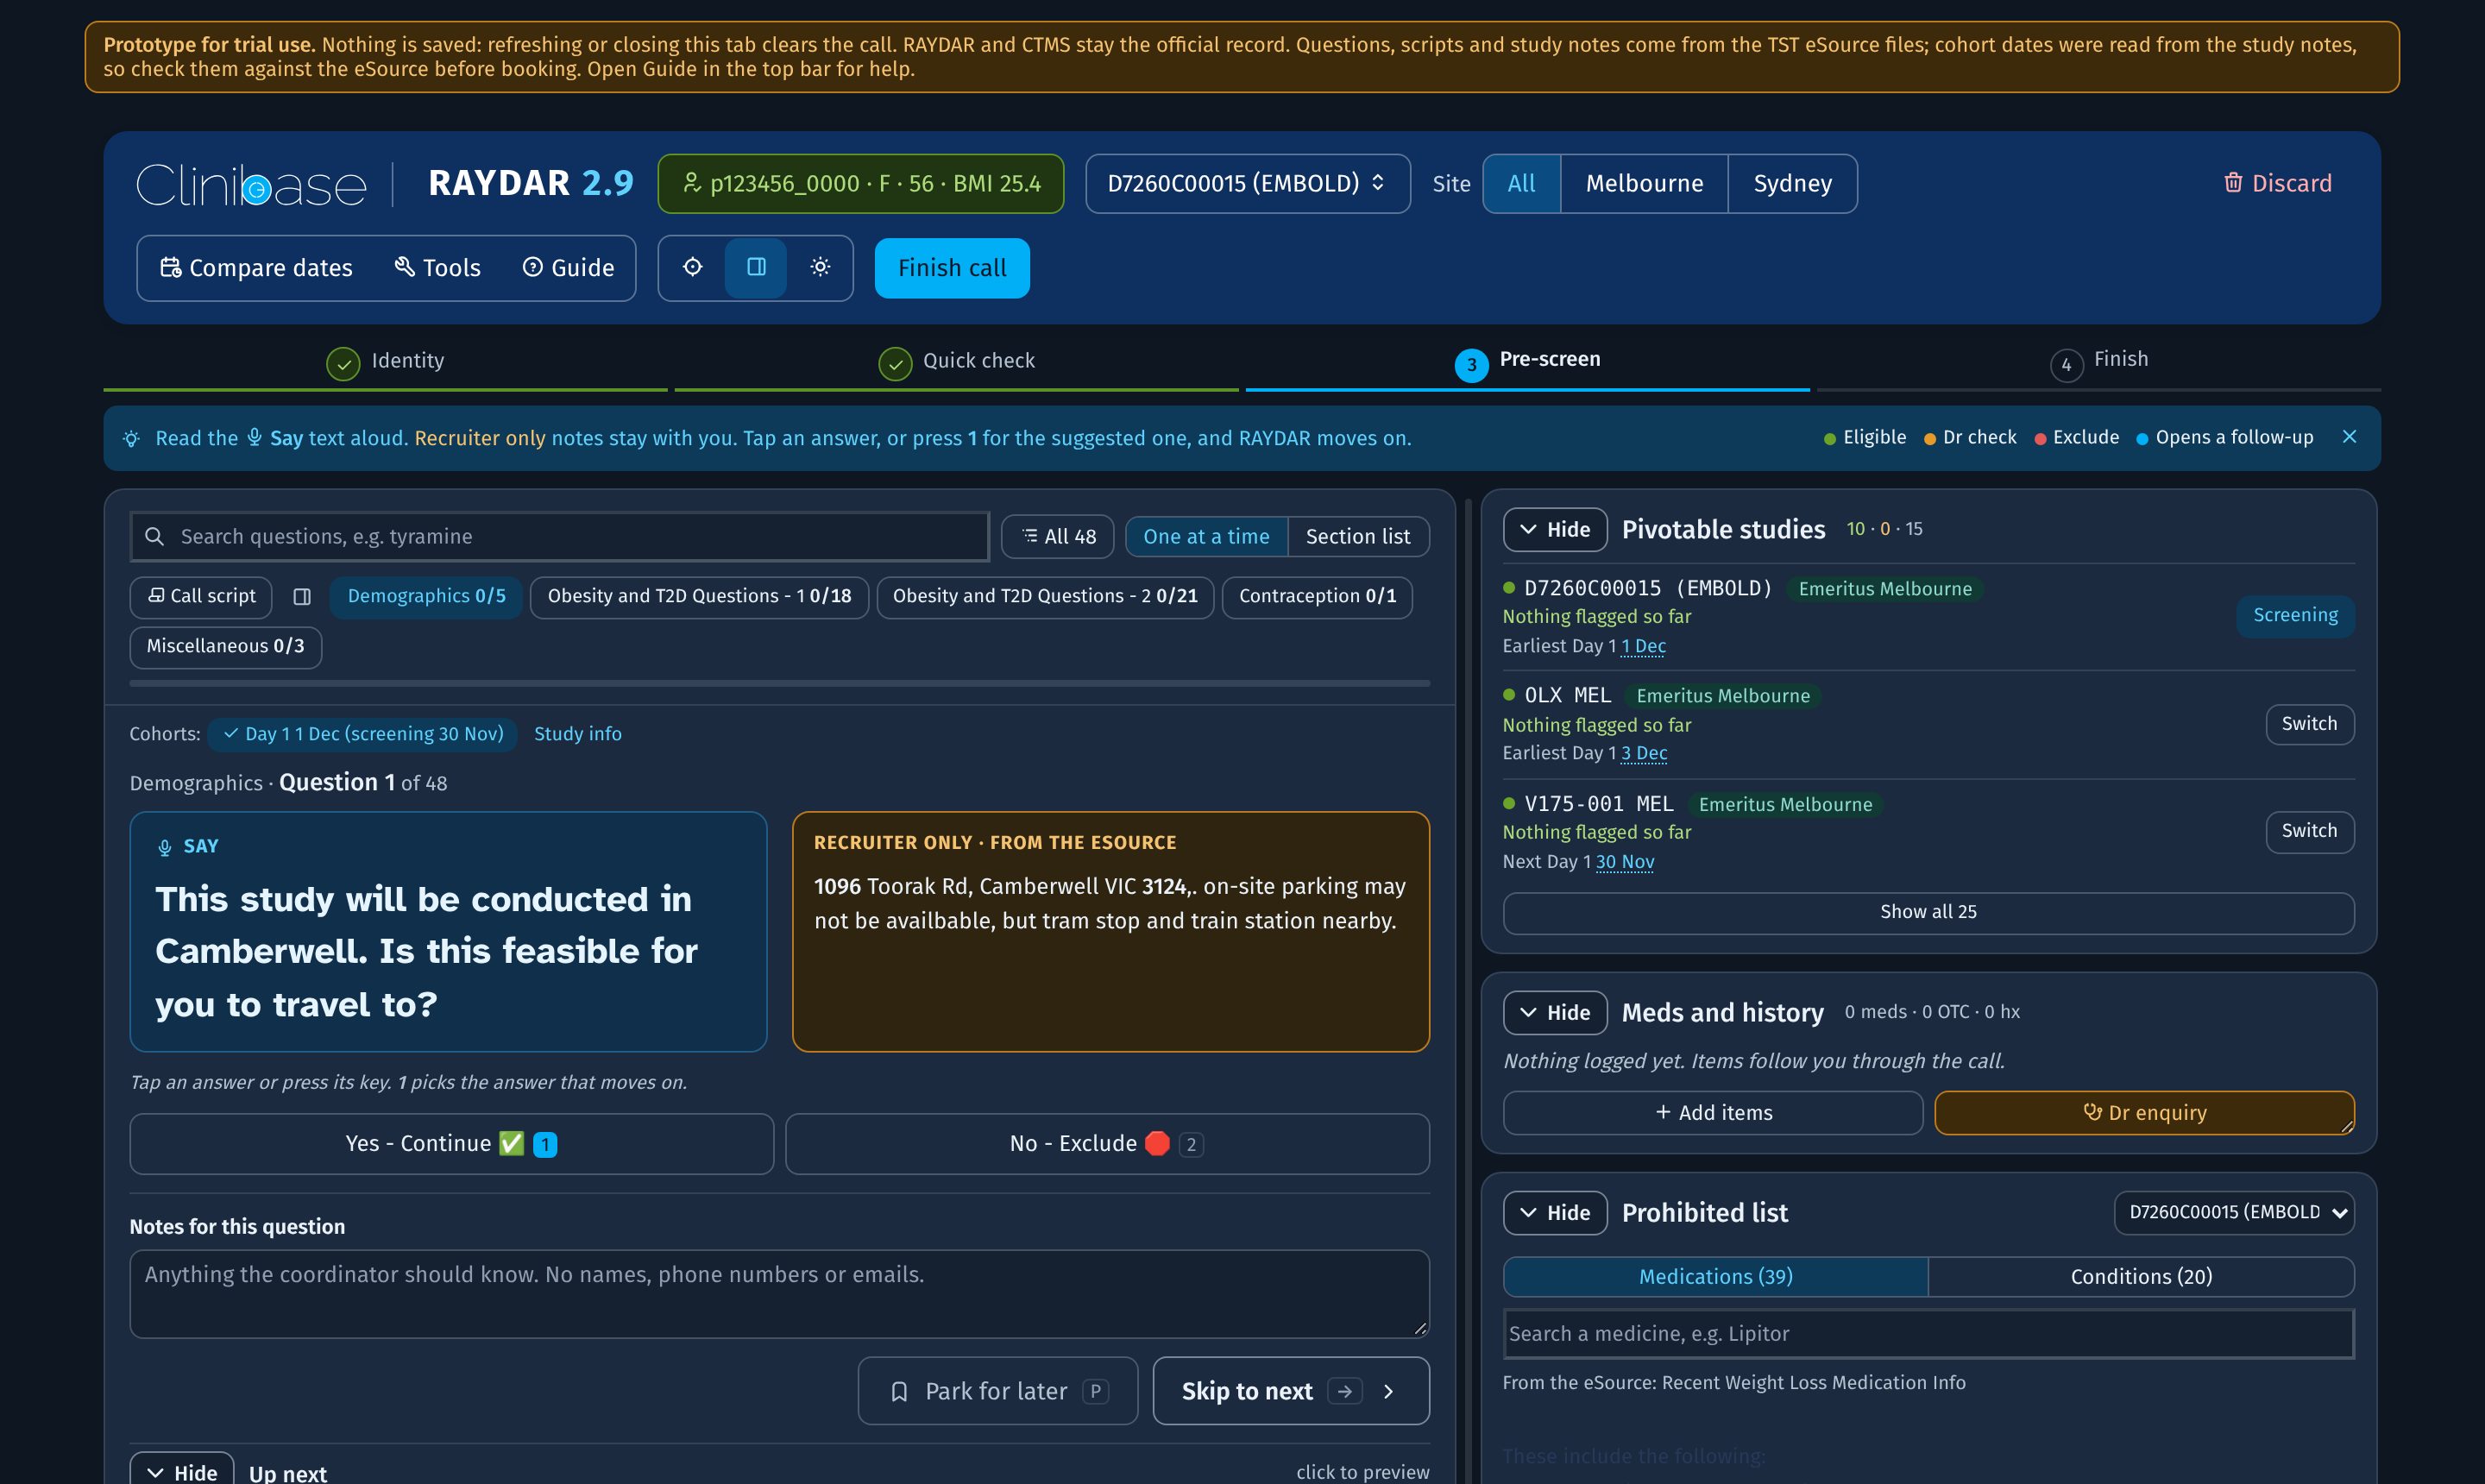 Prototype for trial use. Nothing is saved: refreshing or closing this tab clears the call. RAYDAR and CTMS stay the official record. Questions, scripts and study notes come from the TST eSource files; cohort dates were read from the study notes,
so check them against the eSource before booking. Open Guide in the top bar for help.
Clinibase
RAYDAR 2.9
p123456_0000 · F · 56 · BMI 25.4
D7260C00015 (EMBOLD)
Site
All
Melbourne
Sydney
Discard
Compare dates
Tools
Guide
Finish call
Identity
Quick check
3 Pre-screen
4 Finish
Read the Say text aloud. Recruiter only notes stay with you. Tap an answer, or press 1 for the suggested one, and RAYDAR moves on.
Eligible
Dr check
Exclude
Opens a follow-up
Search questions, e.g. tyramine
All 48
One at a time
Section list
Call script
Demographics 0/5
Obesity and T2D Questions - 1 0/18
Obesity and T2D Questions - 2 0/21
Contraception 0/1
Miscellaneous 0/3
Cohorts:
Day 1 1 Dec (screening 30 Nov)
Study info
Demographics · Question 1 of 48
SAY
This study will be conducted in
Camberwell. Is this feasible for
you to travel to?
RECRUITER ONLY · FROM THE ESOURCE
1096 Toorak Rd, Camberwell VIC 3124,. on-site parking may
not be availbable, but tram stop and train station nearby.
Tap an answer or press its key. 1 picks the answer that moves on.
Yes - Continue ✅ 1
No - Exclude 🛑 2
Notes for this question
Anything the coordinator should know. No names, phone numbers or emails.
Park for later P
Skip to next →
Hide
Up next
click to preview
Hide
Pivotable studies
10 · 0 · 15
D7260C00015 (EMBOLD)
Emeritus Melbourne
Nothing flagged so far
Earliest Day 1 1 Dec
Screening
OLX MEL
Emeritus Melbourne
Nothing flagged so far
Earliest Day 1 3 Dec
Switch
V175-001 MEL
Emeritus Melbourne
Nothing flagged so far
Next Day 1 30 Nov
Switch
Show all 25
Hide
Meds and history
0 meds · 0 OTC · 0 hx
Nothing logged yet. Items follow you through the call.
+ Add items
Dr enquiry
Hide
Prohibited list
D7260C00015 (EMBOLD
Medications (39)
Conditions (20)
Search a medicine, e.g. Lipitor
From the eSource: Recent Weight Loss Medication Info
These include the following: